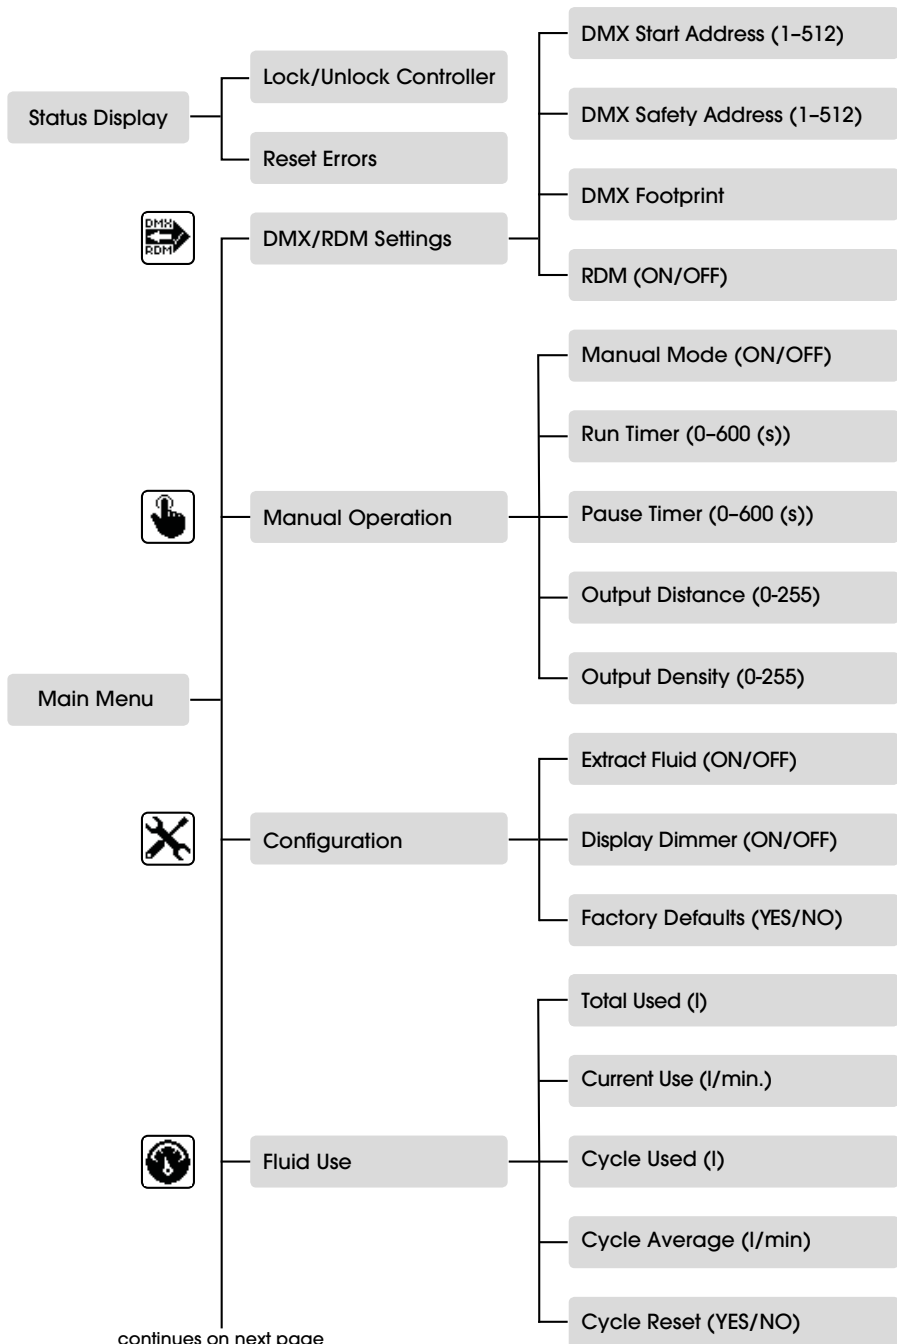 Status Display
Lock/Unlock Controller
Reset Errors
Main Menu
DMX
RDM
DMX/RDM Settings
DMX Start Address (1–512)
DMX Safety Address (1–512)
DMX Footprint
RDM (ON/OFF)
Manual Operation
Manual Mode (ON/OFF)
Run Timer (0–600 (s))
Pause Timer (0–600 (s))
Output Distance (0-255)
Output Density (0-255)
Configuration
Extract Fluid (ON/OFF)
Display Dimmer (ON/OFF)
Factory Defaults (YES/NO)
Fluid Use
Total Used (l)
Current Use (l/min.)
Cycle Used (l)
Cycle Average (l/min)
Cycle Reset (YES/NO)
continues on next page